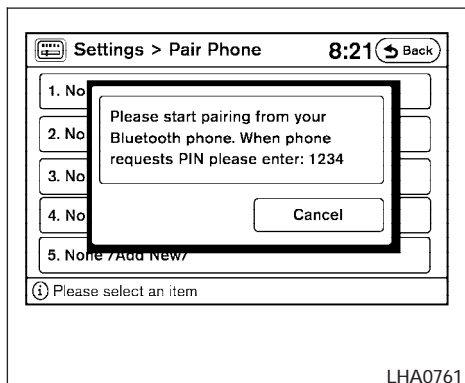 Settings > Pair Phone 8:21 Back
1. No
Please start pairing from your
Bluetooth phone. When phone
requests PIN please enter: 1234
2. No
3. No
4. No
Cancel
5. None /Add New/
Please select an item
LHA0761